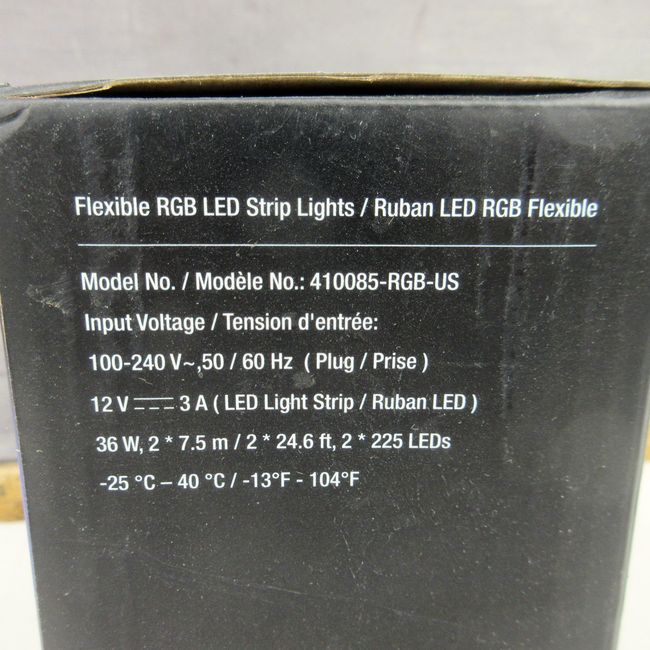 Flexible RGB LED Strip Lights / Ruban LED RGB Flexible
Model No. / Modèle No.: 410085-RGB-US
Input Voltage / Tension d'entrée:
100-240 V~,50 / 60 Hz ( Plug / Prise )
12 V ⎓ 3 A ( LED Light Strip / Ruban LED )
36 W, 2 * 7.5 m / 2 * 24.6 ft, 2 * 225 LEDs
-25 °C – 40 °C / -13°F - 104°F